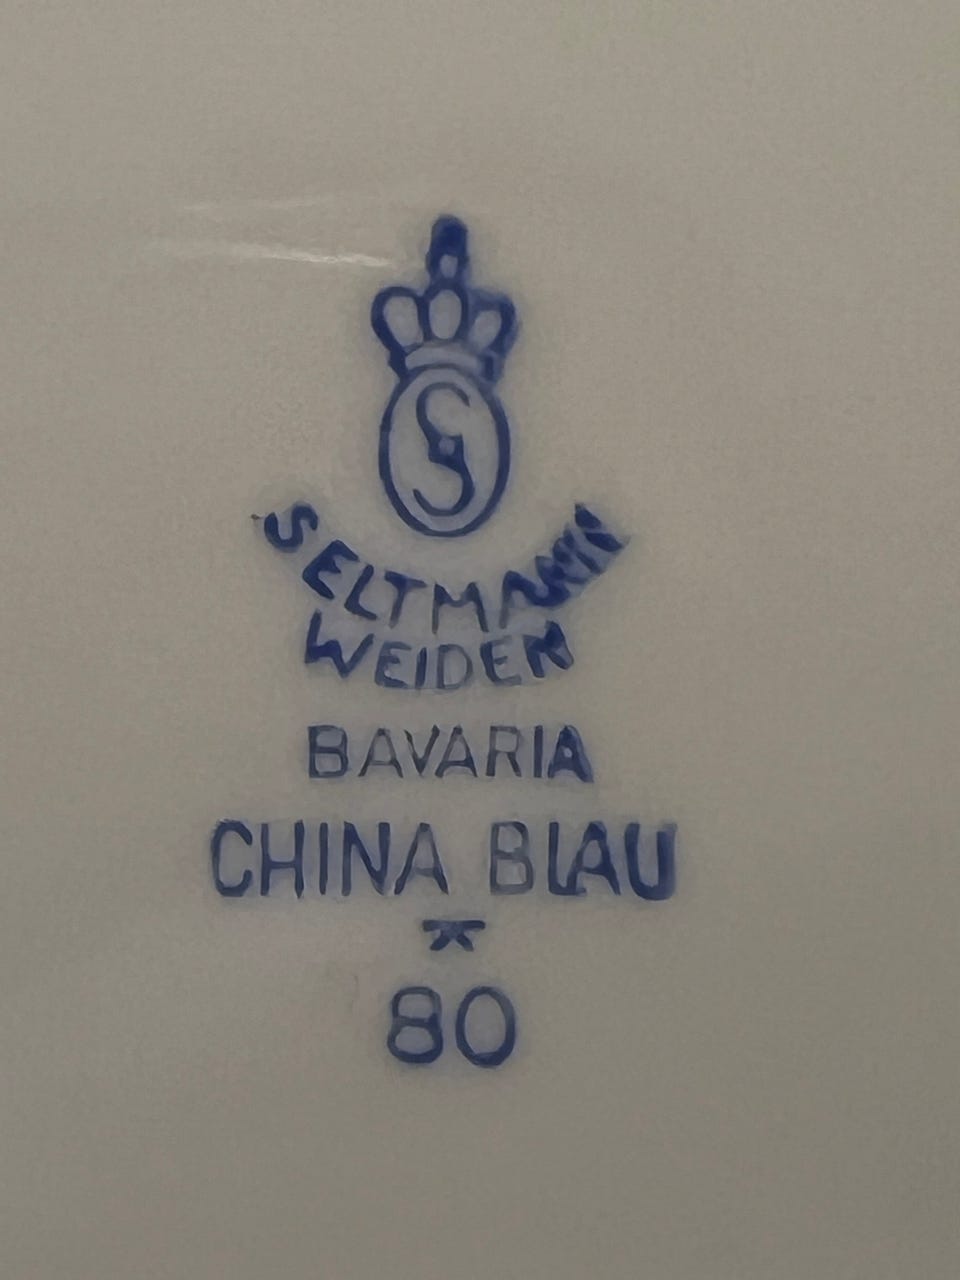 S
SELTMANN
WEIDEN
BAVARIA
CHINA BLAU
80